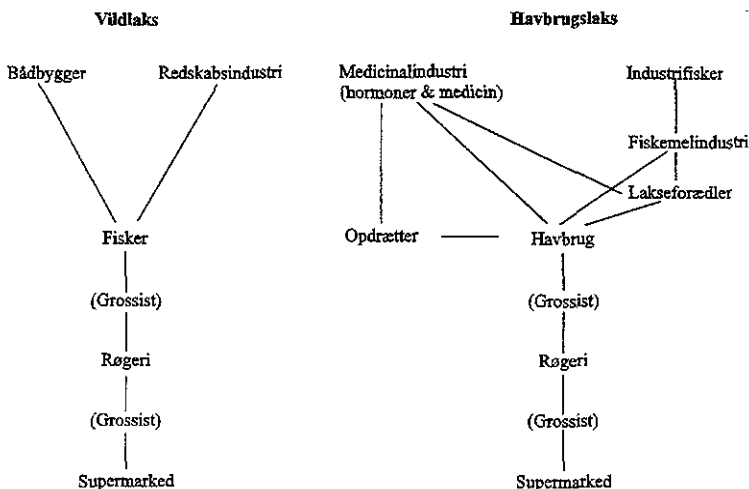 Vildlaks
Bådbygger
Redskabsindustri
Fisker
(Grossist)
Røgeri
(Grossist)
Supermarked
Havbrugslaks
Medicinalindustri
(hormoner & medicin)
Industrifisker
Fiskemelindustri
Lakseforædler
Opdrætter
Havbrug
(Grossist)
Røgeri
(Grossist)
Supermarked